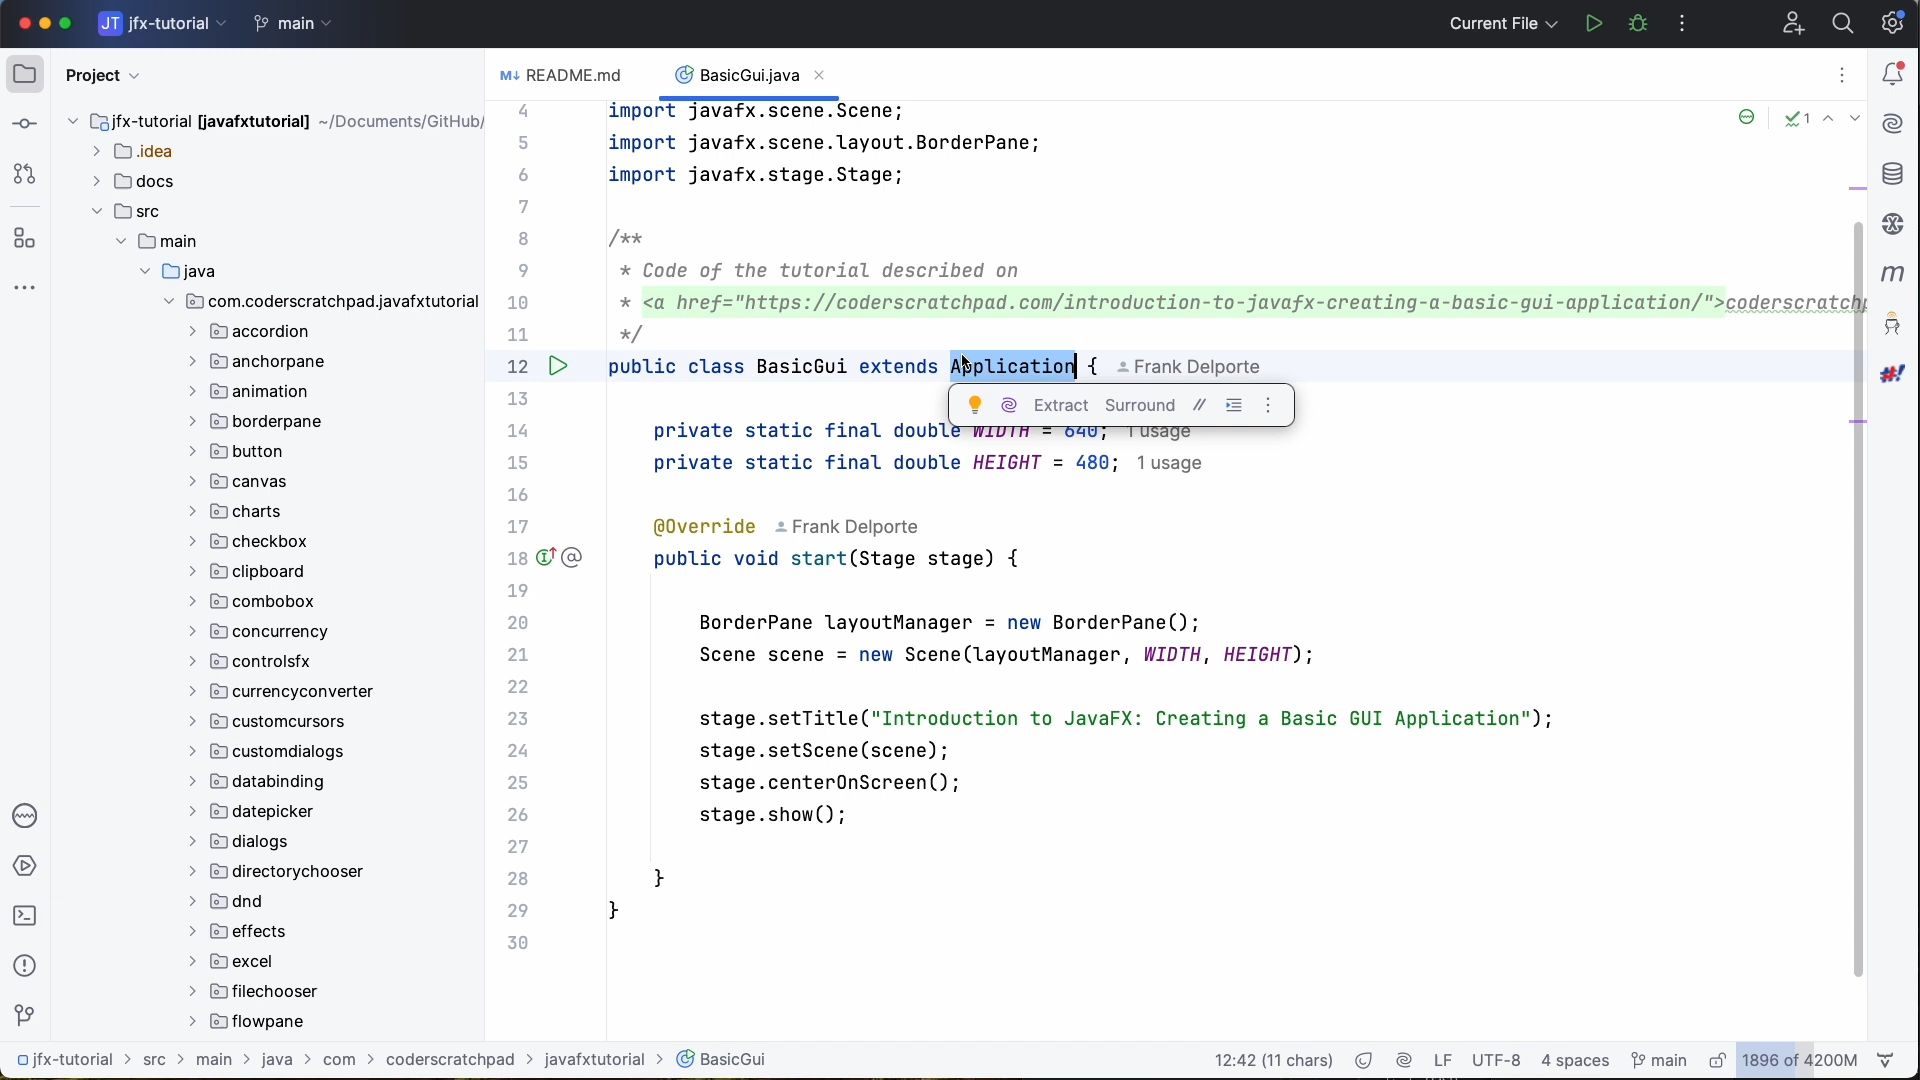 JT jfx-tutorial main Current File
Project
README.md BasicGui.java
jfx-tutorial [javafxtutorial] ~/Documents/GitHub/
.idea
docs
src
main
java
com.coderscratchpad.javafxtutorial
accordion
anchorpane
animation
borderpane
button
canvas
charts
checkbox
clipboard
combobox
concurrency
controlsfx
currencyconverter
customcursors
customdialogs
databinding
datepicker
dialogs
directorychooser
dnd
effects
excel
filechooser
flowpane
1
4 import javafx.scene.Scene;
5 import javafx.scene.layout.BorderPane;
6 import javafx.stage.Stage;
7
8 /**
9 * Code of the tutorial described on
10 * <a href="https://coderscratchpad.com/introduction-to-javafx-creating-a-basic-gui-application/">coderscratchp
11 */
12 public class BasicGui extends Application { Frank Delporte
13
Extract Surround //
14 private static final double WIDTH = 640; 1 usage
15 private static final double HEIGHT = 480; 1 usage
16
17 @Override Frank Delporte
18 public void start(Stage stage) {
19
20 BorderPane layoutManager = new BorderPane();
21 Scene scene = new Scene(layoutManager, WIDTH, HEIGHT);
22
23 stage.setTitle("Introduction to JavaFX: Creating a Basic GUI Application");
24 stage.setScene(scene);
25 stage.centerOnScreen();
26 stage.show();
27
28 }
29 }
30
jfx-tutorial > src > main > java > com > coderscratchpad > javafxtutorial > BasicGui 12:42 (11 chars) LF UTF-8 4 spaces main 1896 of 4200M